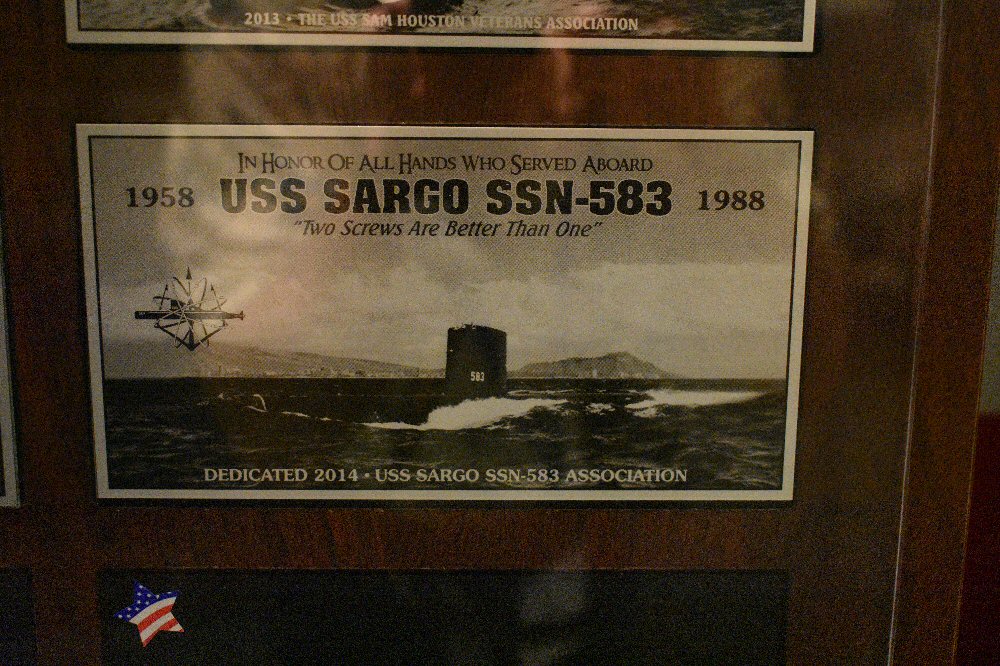 2013 • THE USS SAM HOUSTON VETERANS ASSOCIATION
IN HONOR OF ALL HANDS WHO SERVED ABOARD
1958 USS SARGO SSN-583 1988
"Two Screws Are Better Than One"
583
DEDICATED 2014 • USS SARGO SSN-583 ASSOCIATION